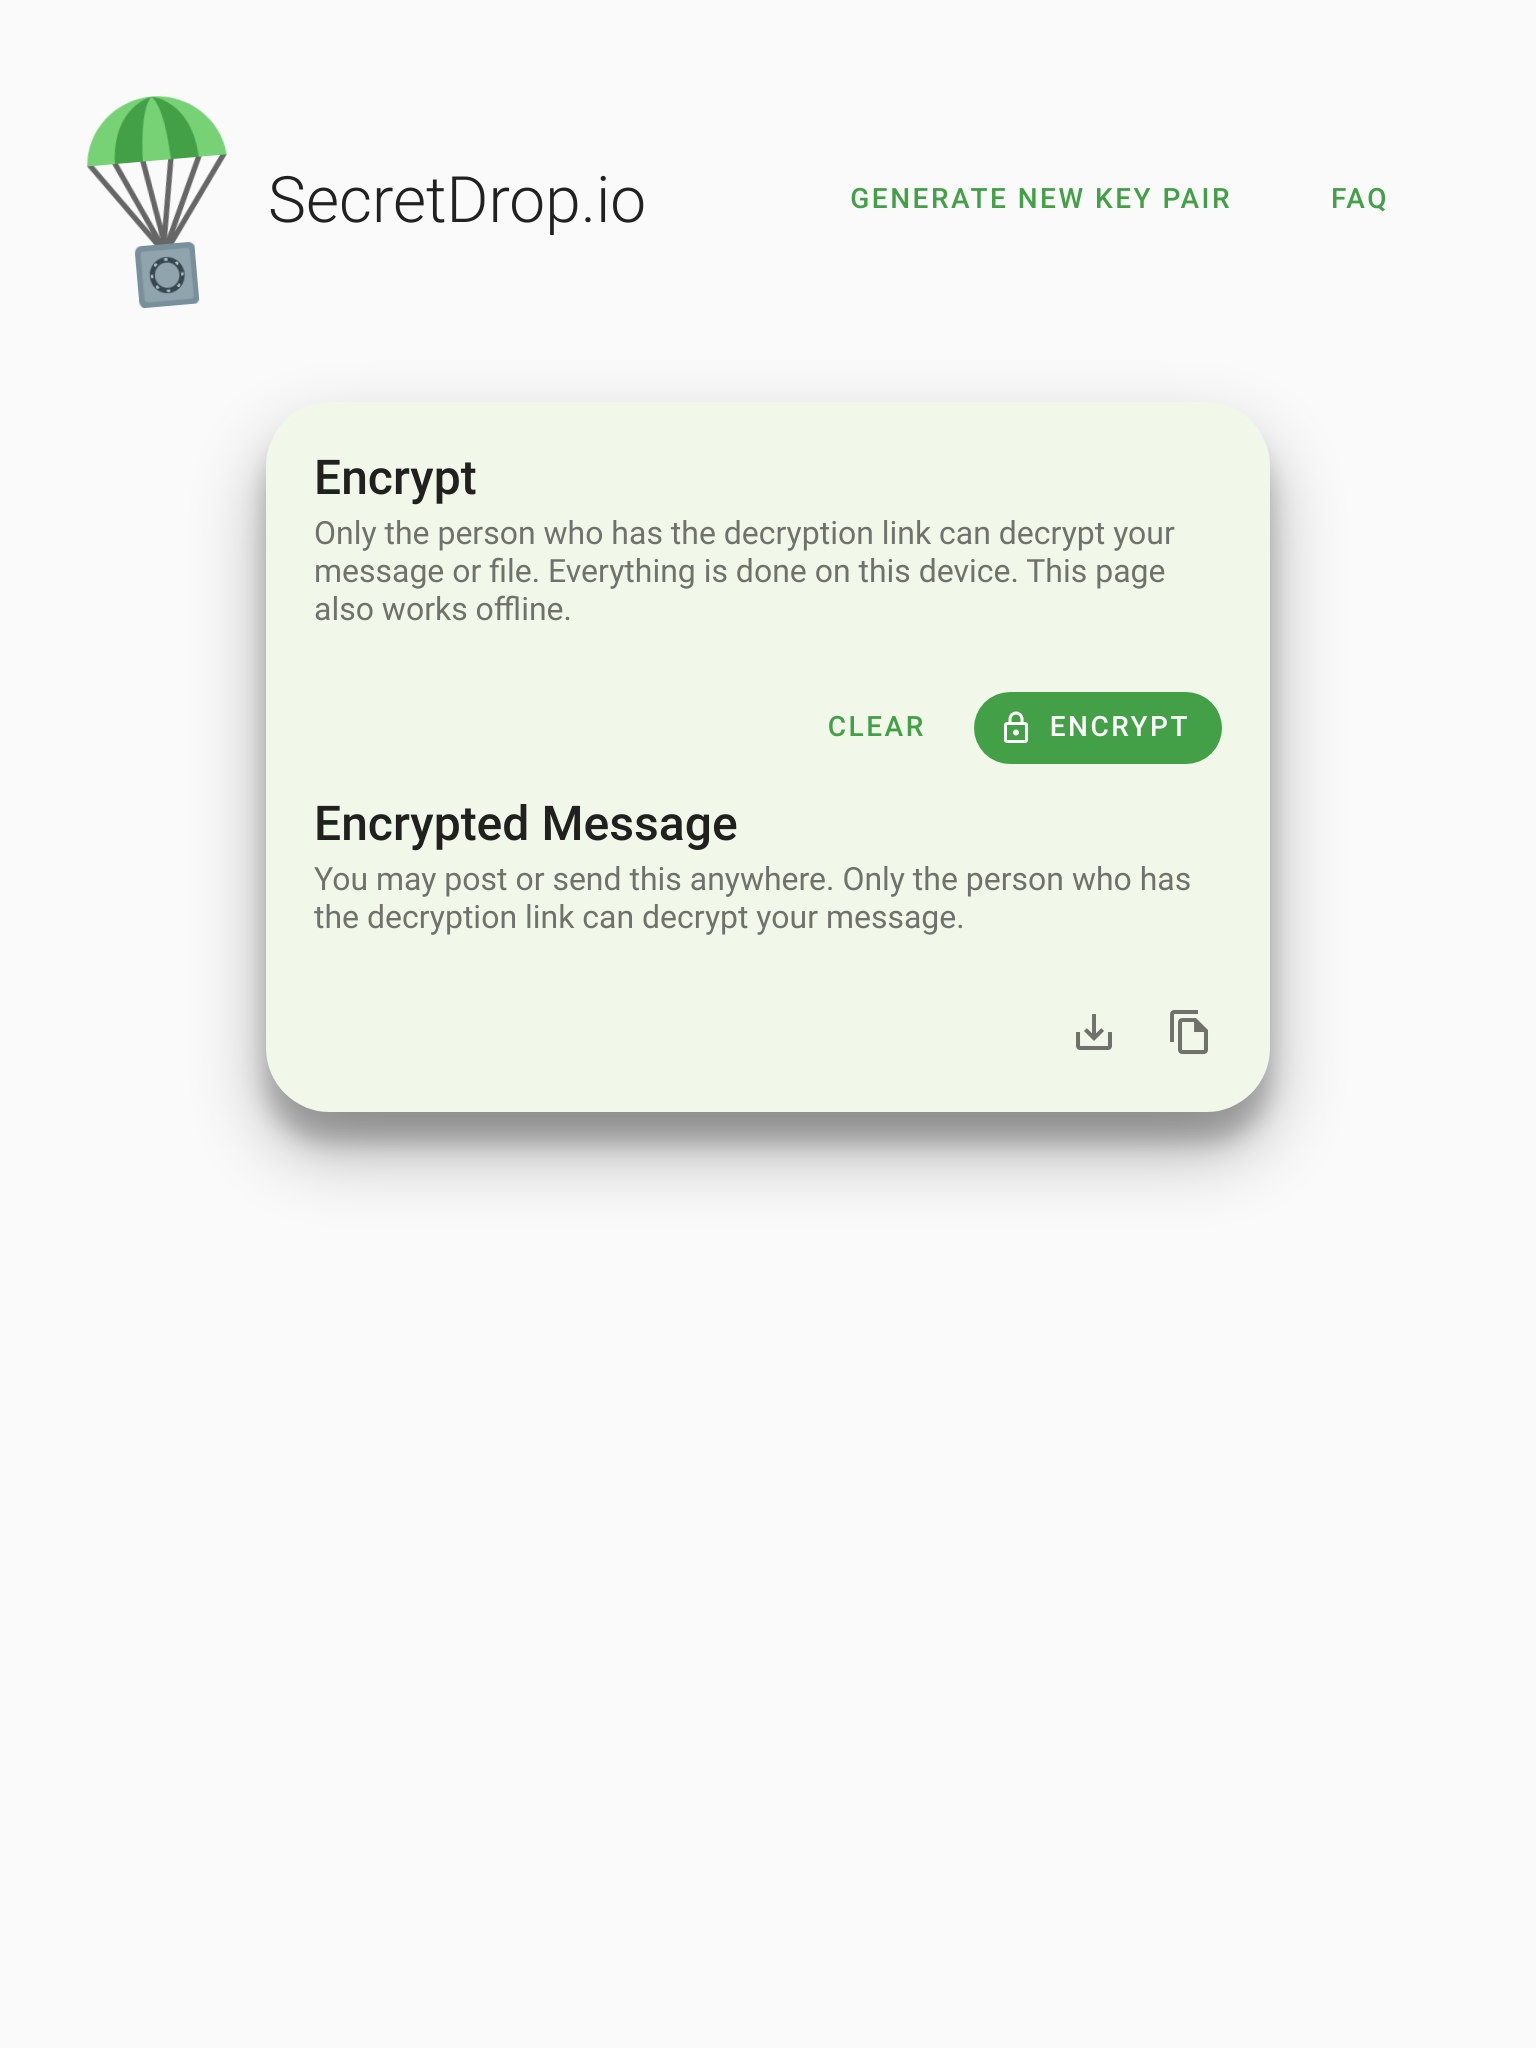 SecretDrop.io
GENERATE NEW KEY PAIR
FAQ
Encrypt
Only the person who has the decryption link can decrypt your
message or file. Everything is done on this device. This page
also works offline.
CLEAR
ENCRYPT
Encrypted Message
You may post or send this anywhere. Only the person who has
the decryption link can decrypt your message.